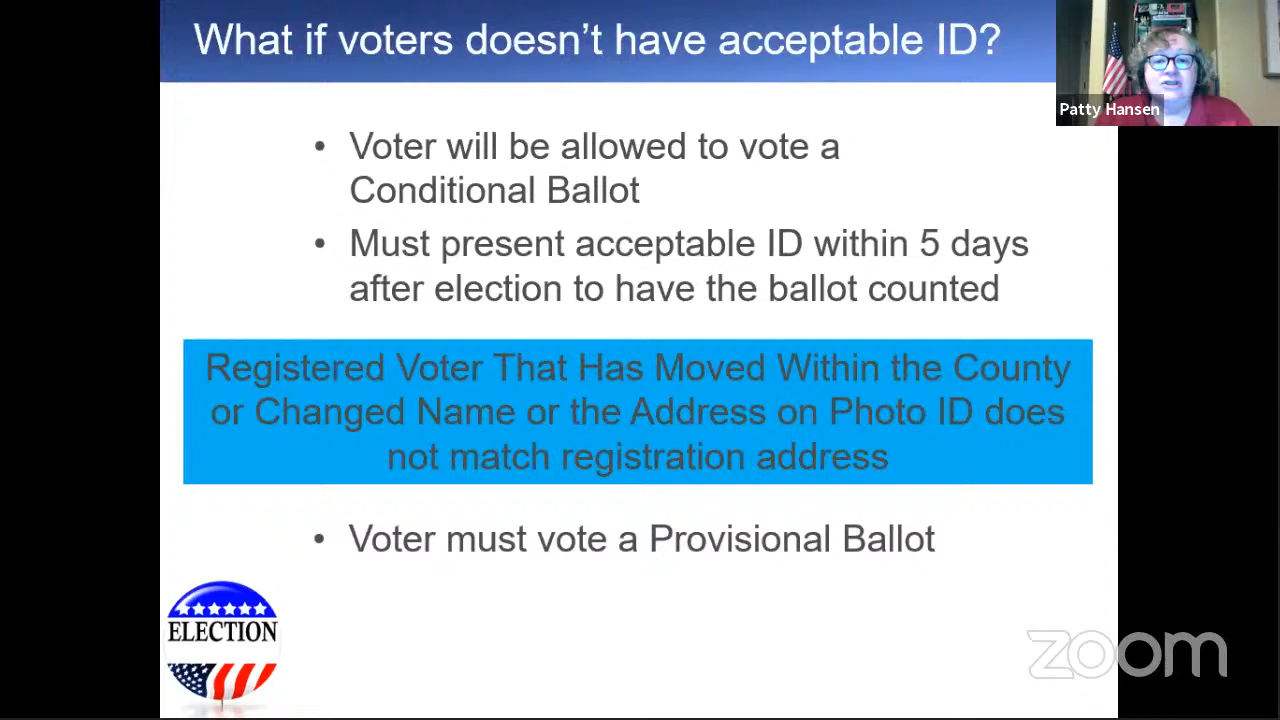 What if voters doesn't have acceptable ID?
Patty Hansen
• Voter will be allowed to vote a
Conditional Ballot
• Must present acceptable ID within 5 days
after election to have the ballot counted
Registered Voter That Has Moved Within the County
or Changed Name or the Address on Photo ID does
not match registration address
• Voter must vote a Provisional Ballot
ELECTION
zoom